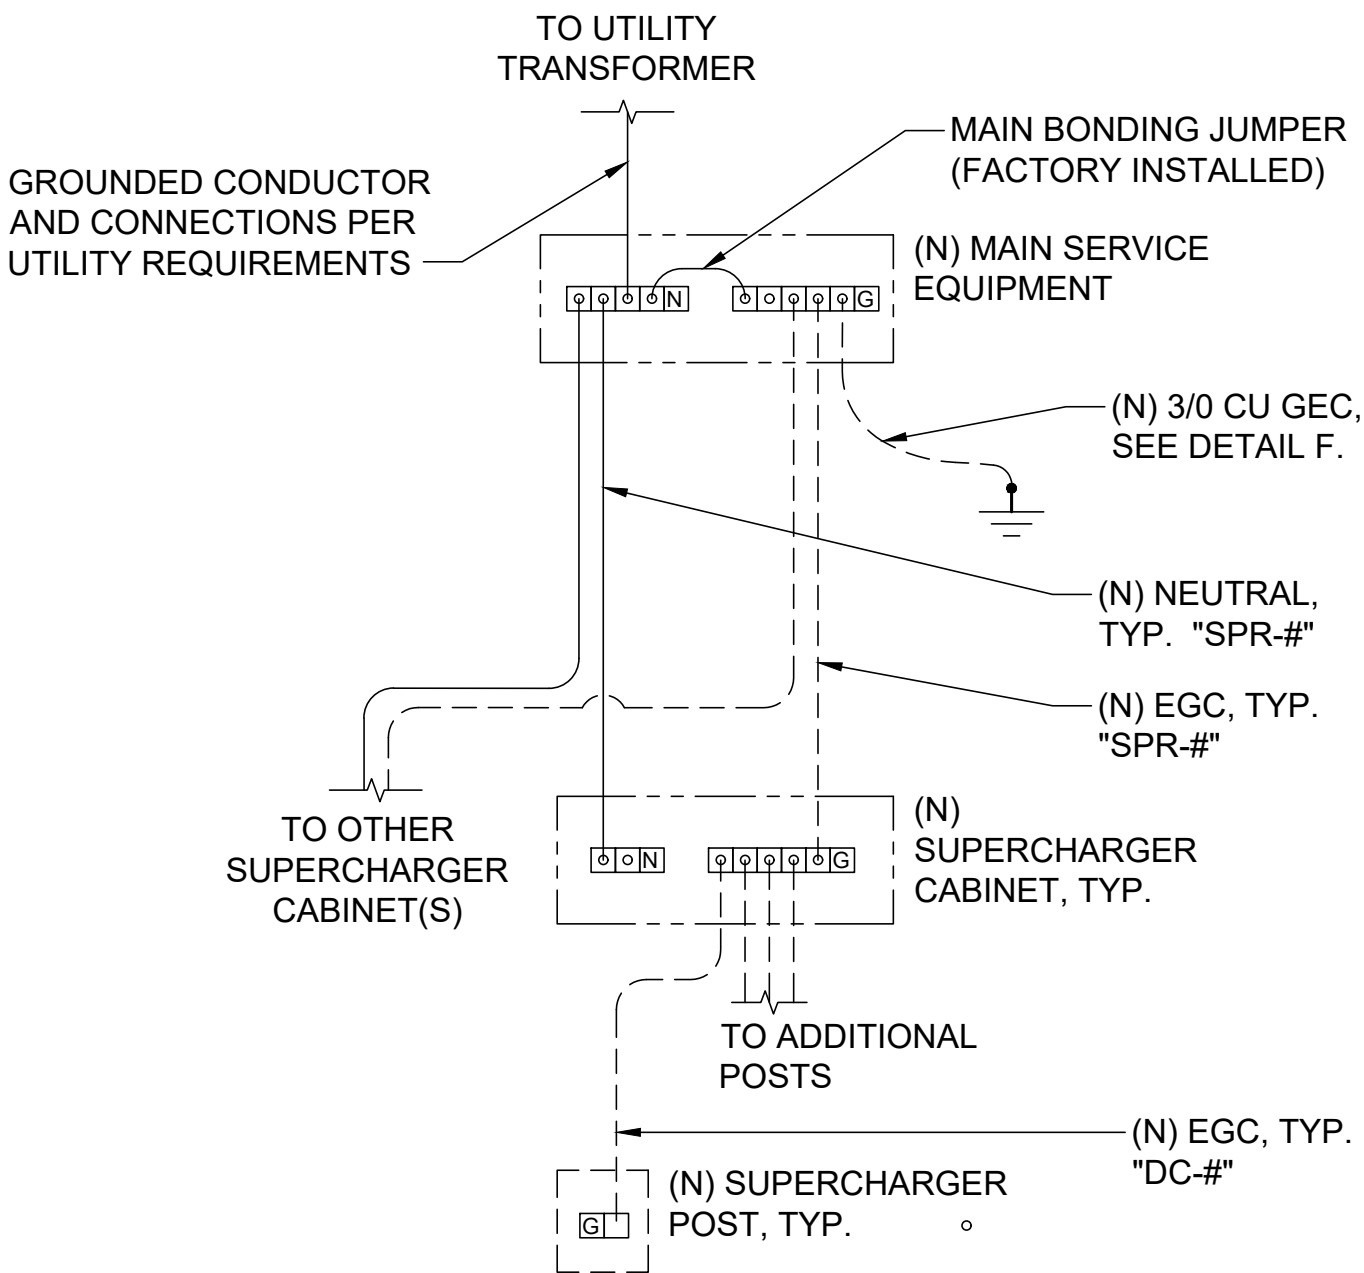 TO UTILITY
TRANSFORMER
MAIN BONDING JUMPER
(FACTORY INSTALLED)
GROUNDED CONDUCTOR
AND CONNECTIONS PER
UTILITY REQUIREMENTS
(N) MAIN SERVICE
EQUIPMENT
N
G
(N) 3/0 CU GEC,
SEE DETAIL F.
(N) NEUTRAL,
TYP. "SPR-#"
(N) EGC, TYP.
"SPR-#"
TO OTHER
SUPERCHARGER
CABINET(S)
(N)
SUPERCHARGER
CABINET, TYP.
N
G
TO ADDITIONAL
POSTS
(N) EGC, TYP.
"DC-#"
(N) SUPERCHARGER
POST, TYP.
G